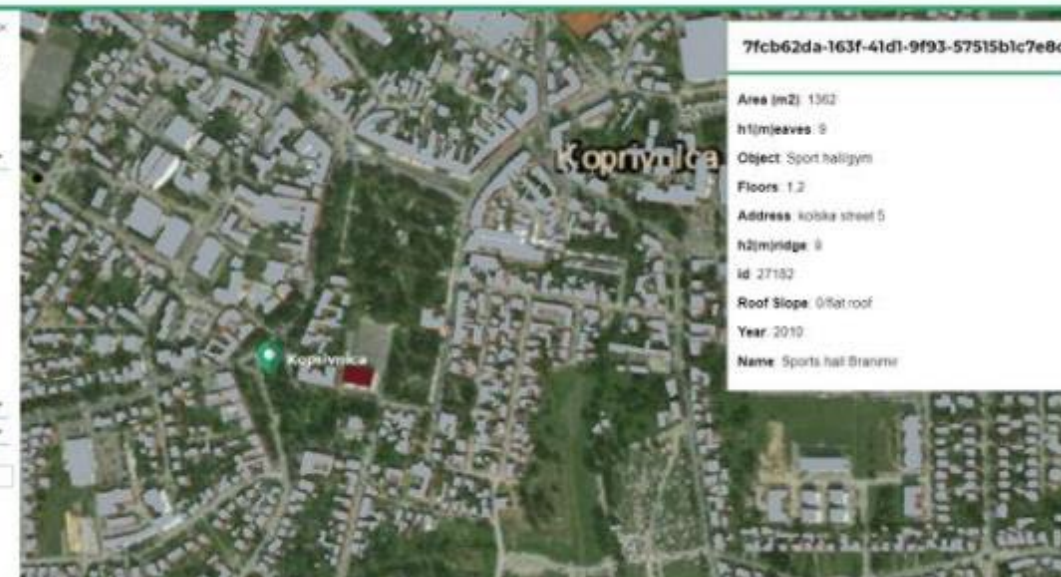 Koprivnica
Koprivnica
7fcb62da-163f-41d1-9f93-57515b1c7e8
Area (m2): 1362
h1(m)eaves: 9
Object: Sport hall/gym
Floors: 1,2
Address: kolska street 5
h2(m)ridge: 9
id: 27182
Roof Slope: 0/flat roof
Year: 2010
Name: Sports hall Branimir